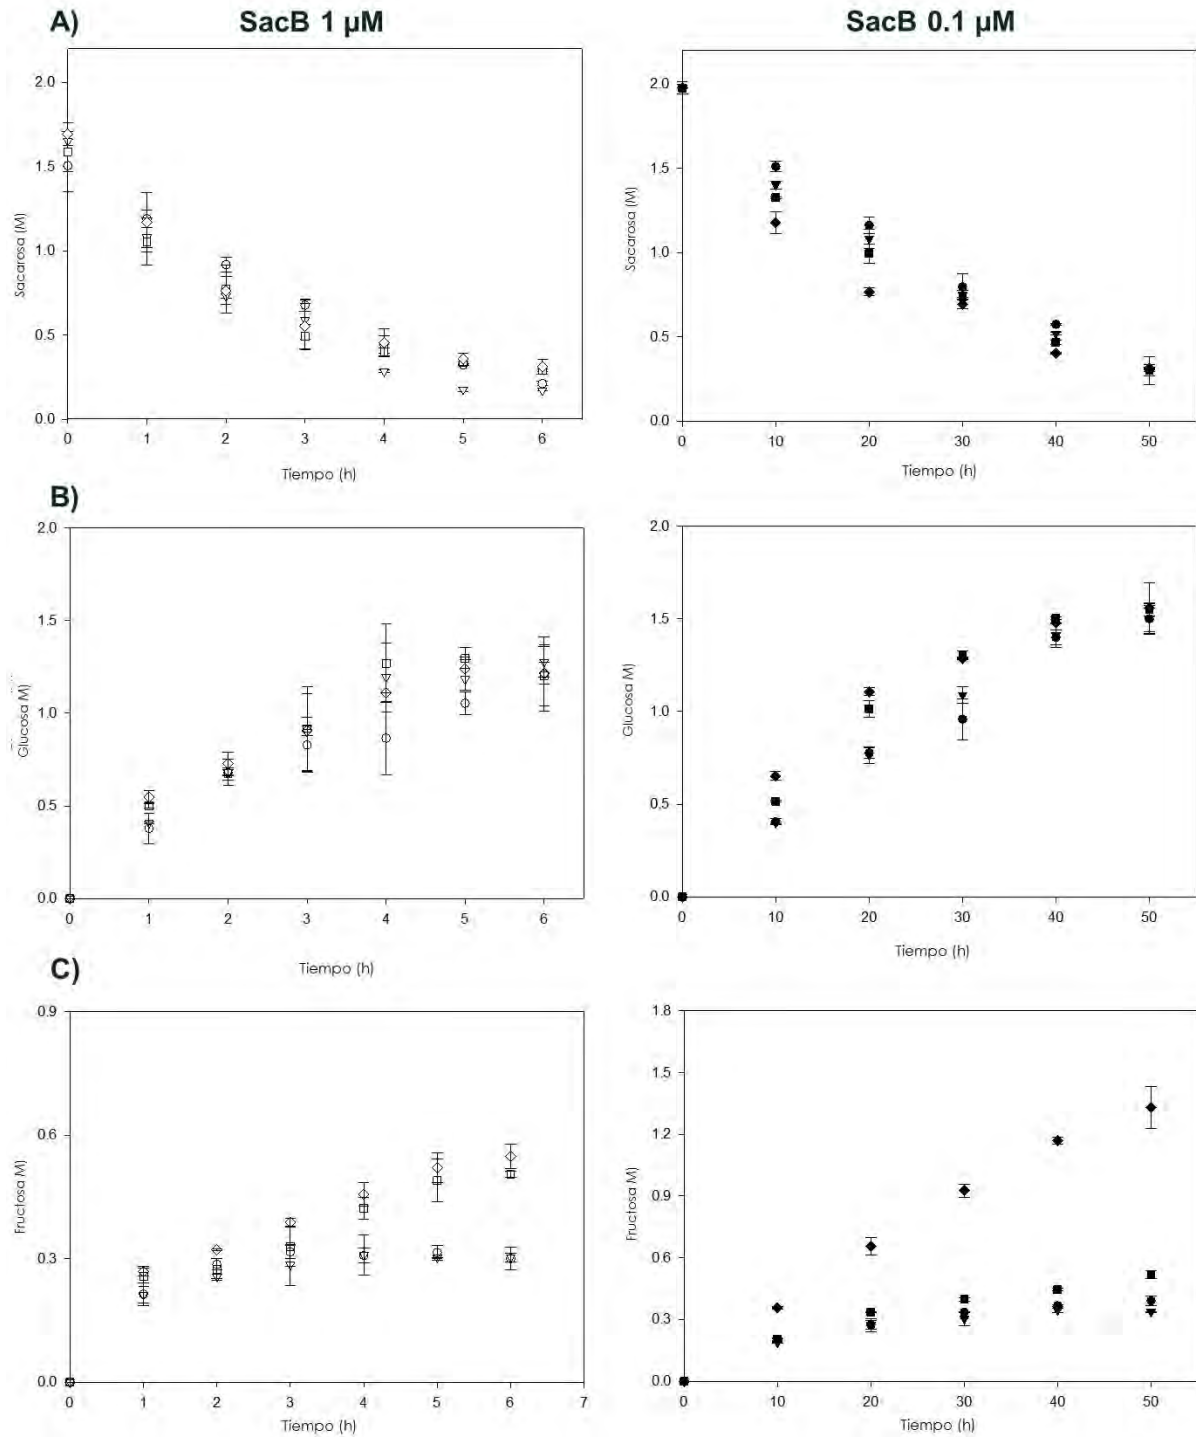 A)
SacB 1 µM
SacB 0.1 µM
Sacarosa (M)
2.0
1.5
1.0
0.5
0.0
0 1 2 3 4 5 6
Tiempo (h)
Sacarosa (M)
2.0
1.5
1.0
0.5
0.0
0 10 20 30 40 50
Tiempo (h)
B)
Glucosa M)
2.0
1.5
1.0
0.5
0.0
0 1 2 3 4 5 6
Tiempo (h)
Glucosa M)
2.0
1.5
1.0
0.5
0.0
0 10 20 30 40 50
Tiempo (h)
C)
Fructosa M)
0.9
0.6
0.3
0.0
0 1 2 3 4 5 6 7
Tiempo (h)
Fructosa M)
1.8
1.5
1.2
0.9
0.6
0.3
0.0
0 10 20 30 40 50
Tiempo (h)